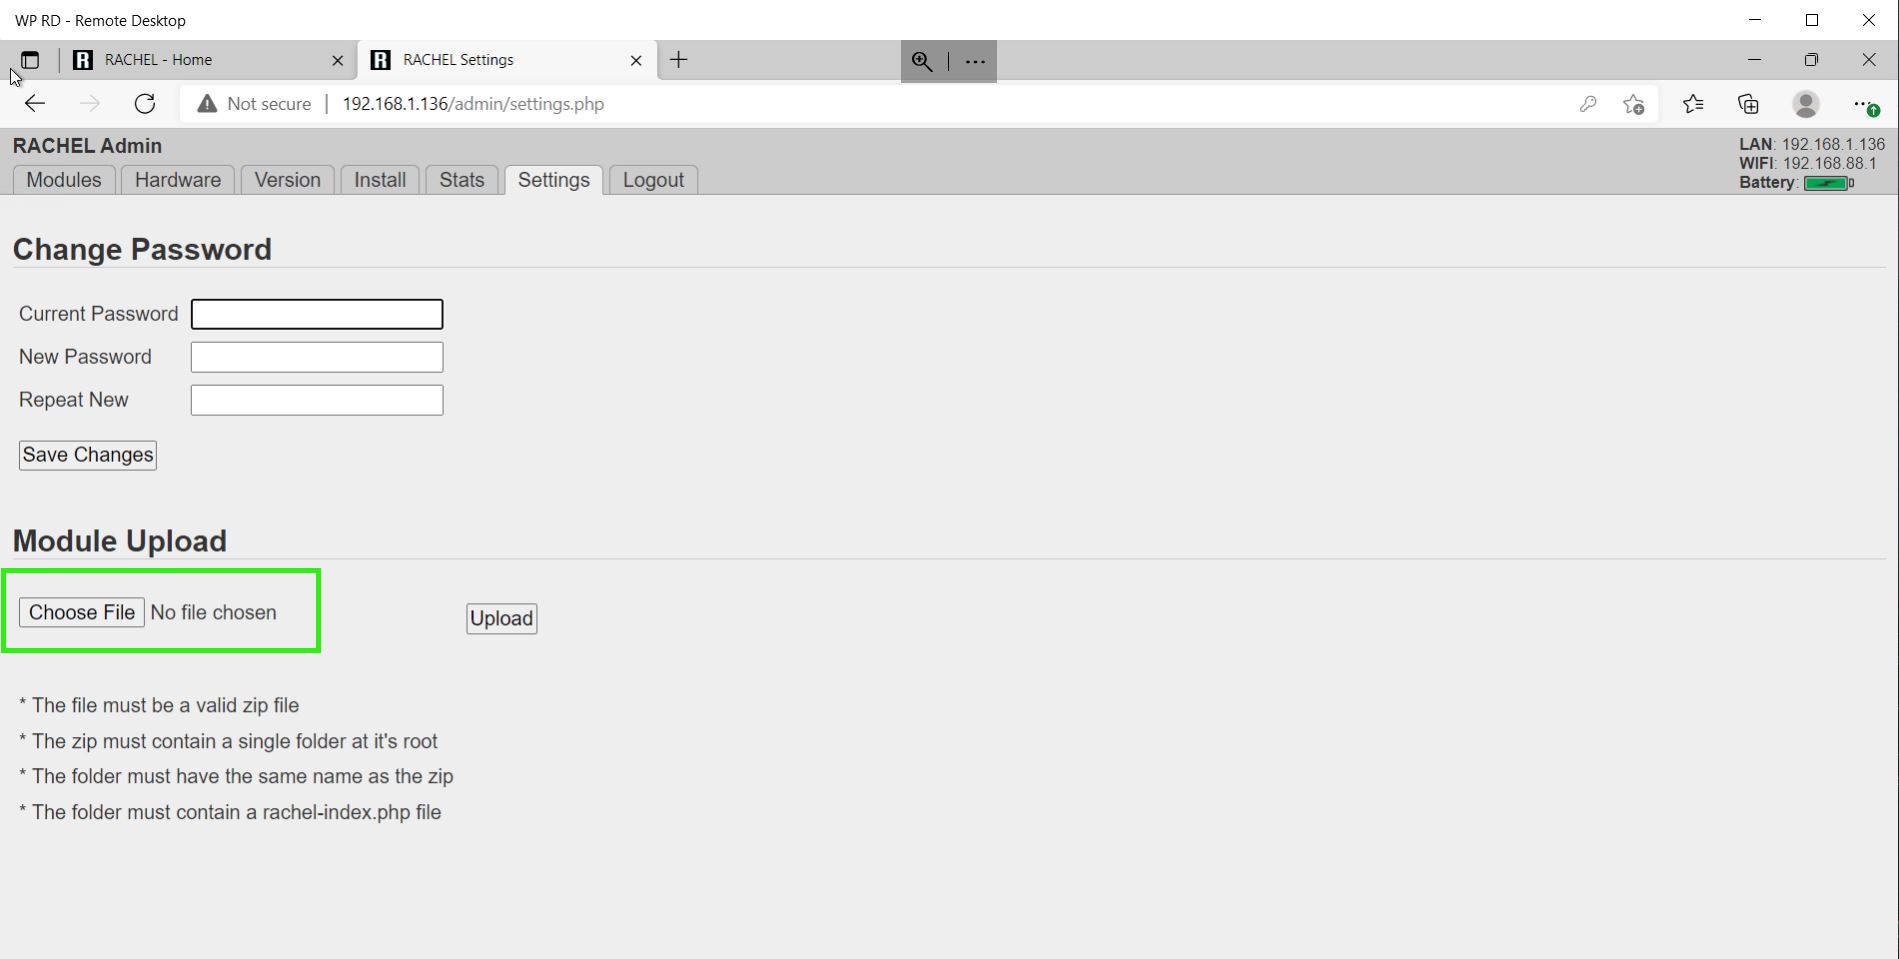 WP RD - Remote Desktop
RACHEL - Home
RACHEL Settings
Not secure
192.168.1.136/admin/settings.php
RACHEL Admin
LAN: 192.168.1.136
WIFI: 192.168.88.1
Battery:
Modules Hardware Version Install Stats Settings Logout
Change Password
Current Password
New Password
Repeat New
Save Changes
Module Upload
Choose File No file chosen
Upload
* The file must be a valid zip file
* The zip must contain a single folder at it's root
* The folder must have the same name as the zip
* The folder must contain a rachel-index.php file